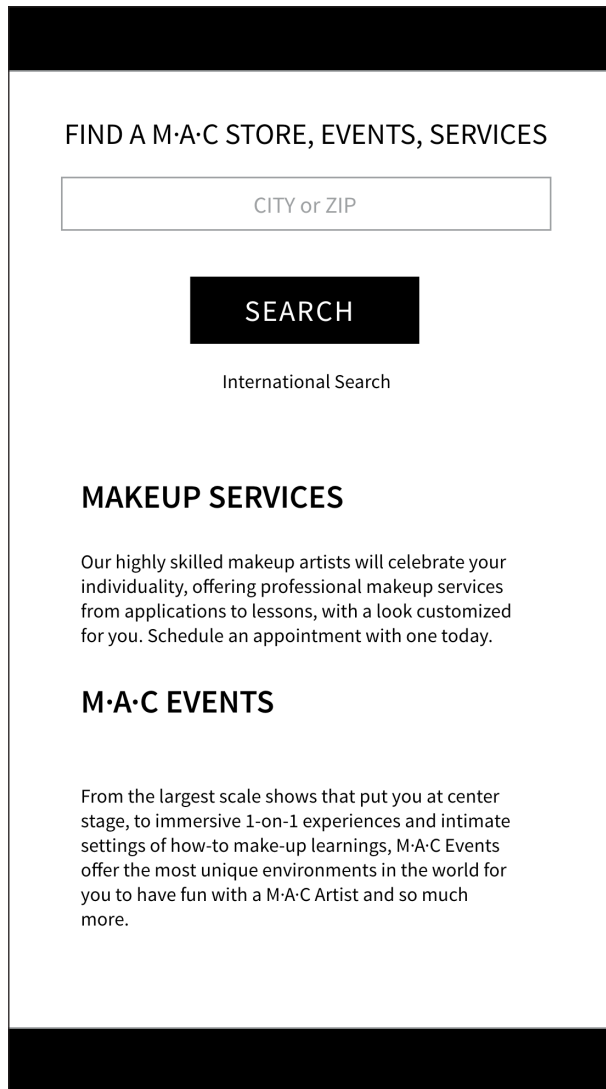 FIND A M·A·C STORE, EVENTS, SERVICES
CITY or ZIP
SEARCH
International Search
MAKEUP SERVICES
Our highly skilled makeup artists will celebrate your
individuality, offering professional makeup services
from applications to lessons, with a look customized
for you. Schedule an appointment with one today.
M·A·C EVENTS
From the largest scale shows that put you at center
stage, to immersive 1-on-1 experiences and intimate
settings of how-to make-up learnings, M·A·C Events
offer the most unique environments in the world for
you to have fun with a M·A·C Artist and so much
more.